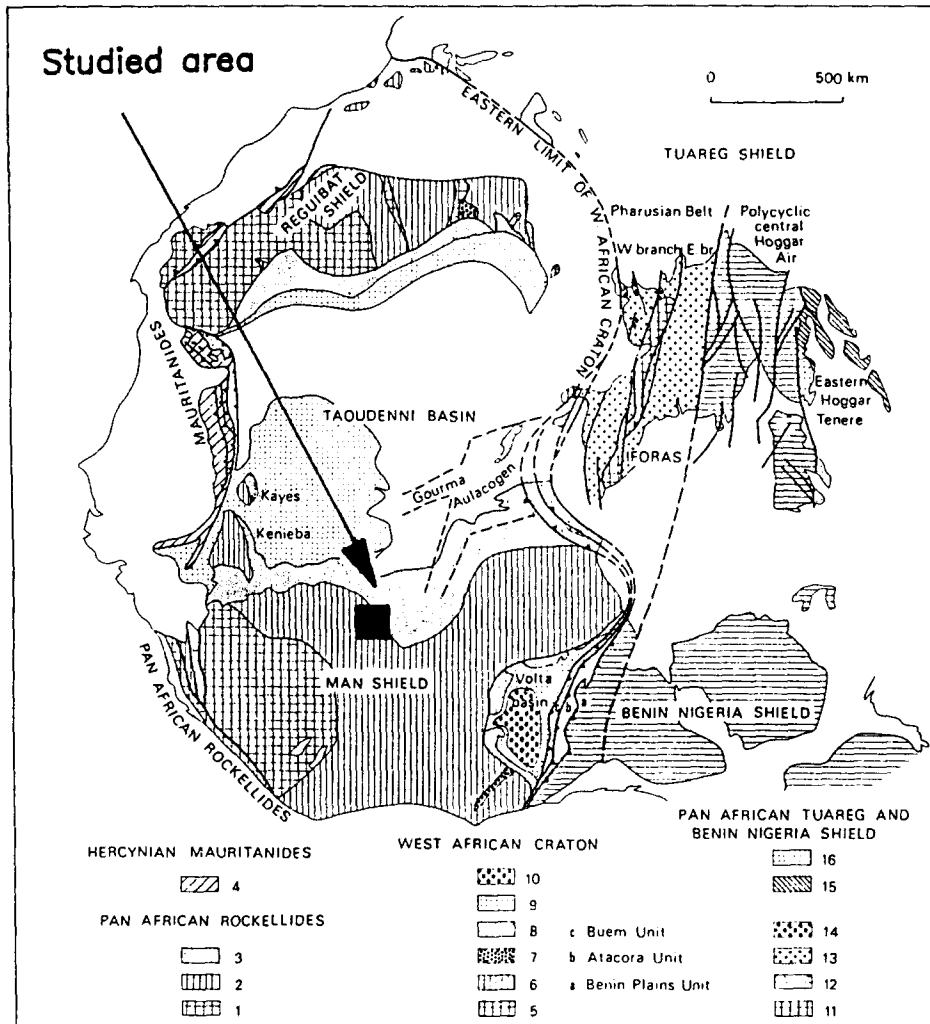 Studied area
0 500 km
EASTERN LIMIT OF W AFRICAN CRATON
TUAREG SHIELD
REGUIBAT
SHIELD
Pharusian Belt
W branch E. br.
Polycyclic
central
Hoggar
Air
MAURITANIDES
TAOUDENNI BASIN
Eastern
Hoggar
Tenere
Gourma
Aulacogen
IFORAS
Kayes
Kenieba
MAN SHIELD
Volta
basin
c b a
BENIN NIGERIA SHIELD
PAN AFRICAN ROCKELLIDES
HERCYNIAN MAURITANIDES
4
PAN AFRICAN ROCKELLIDES
3
2
1
WEST AFRICAN CRATON
10
9
8 c Buem Unit
7 b Atacora Unit
6 a Benin Plains Unit
5
PAN AFRICAN TUAREG AND
BENIN NIGERIA SHIELD
16
15
14
13
12
11